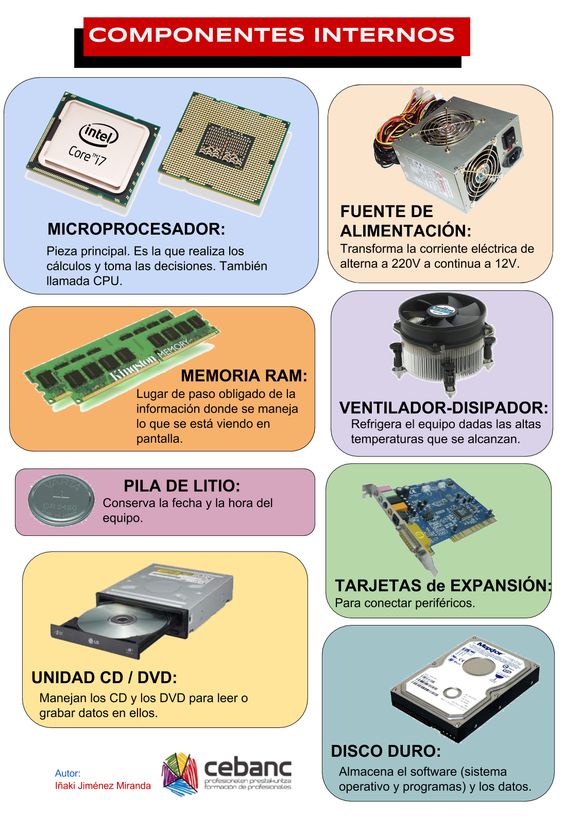 COMPONENTES INTERNOS
intel
Core™i7
MICROPROCESADOR:
Pieza principal. Es la que realiza los
cálculos y toma las decisiones. También
llamada CPU.
FUENTE DE
ALIMENTACIÓN:
Transforma la corriente eléctrica de
alterna a 220V a continua a 12V.
Kingston
MEMORY
MEMORIA RAM:
Lugar de paso obligado de la
información donde se maneja
lo que se está viendo en
pantalla.
VENTILADOR-DISIPADOR:
Refrigera el equipo dadas las altas
temperaturas que se alcanzan.
VARTA
PILA DE LITIO:
Conserva la fecha y la hora del
equipo.
TARJETAS de EXPANSIÓN:
Para conectar periféricos.
LG
UNIDAD CD / DVD:
Manejan los CD y los DVD para leer o
grabar datos en ellos.
Maxtor
DISCO DURO:
Almacena el software (sistema
operativo y programas) y los datos.
Autor:
Iñaki Jiménez Miranda
cebanc
profesionalen prestakuntza
formación de profesionales